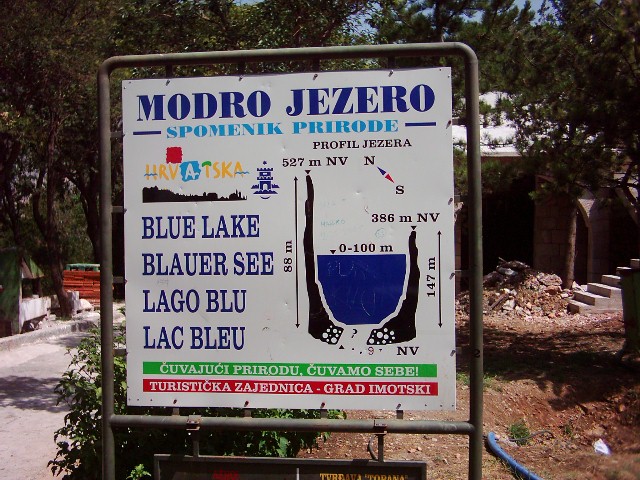 MODRO JEZERO
SPOMENIK PRIRODE
HRVATSKA
BLUE LAKE
BLAUER SEE
LAGO BLU
LAC BLEU
PROFIL JEZERA
527 m NV
N
S
386 m NV
0-100 m
88 m
147 m
NV
ČUVAJUĆI PRIRODU, ČUVAMO SEBE!
TURISTIČKA ZAJEDNICA - GRAD IMOTSKI